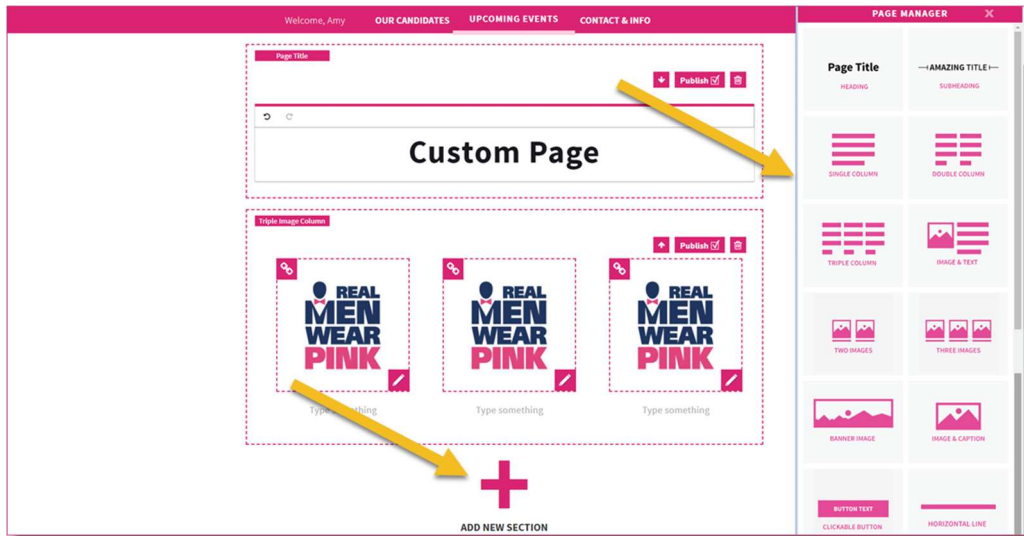 Welcome, Amy OUR CANDIDATES UPCOMING EVENTS CONTACT & INFO
Page Title
Publish
Custom Page
Triple Image Column
Publish
REAL MEN WEAR PINK
REAL MEN WEAR PINK
REAL MEN WEAR PINK
Type something Type something Type something
ADD NEW SECTION
PAGE MANAGER
Page Title AMAZING TITLE
HEADING SUBHEADING
SINGLE COLUMN DOUBLE COLUMN
TRIPLE COLUMN IMAGE & TEXT
TWO IMAGES THREE IMAGES
BANNER IMAGE IMAGE & CAPTION
BUTTON TEXT
CLICKABLE BUTTON HORIZONTAL LINE